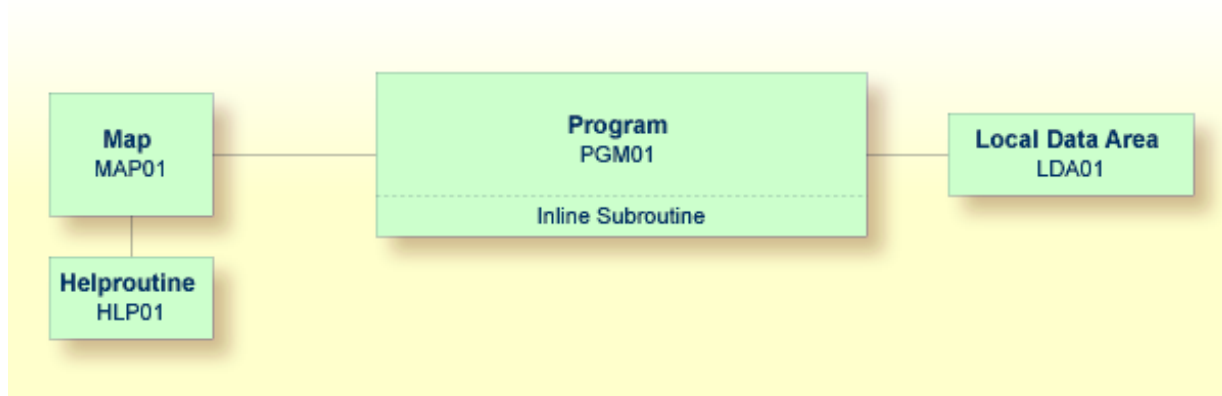 Map
MAP01
Program
PGM01
Inline Subroutine
Local Data Area
LDA01
Helproutine
HLP01